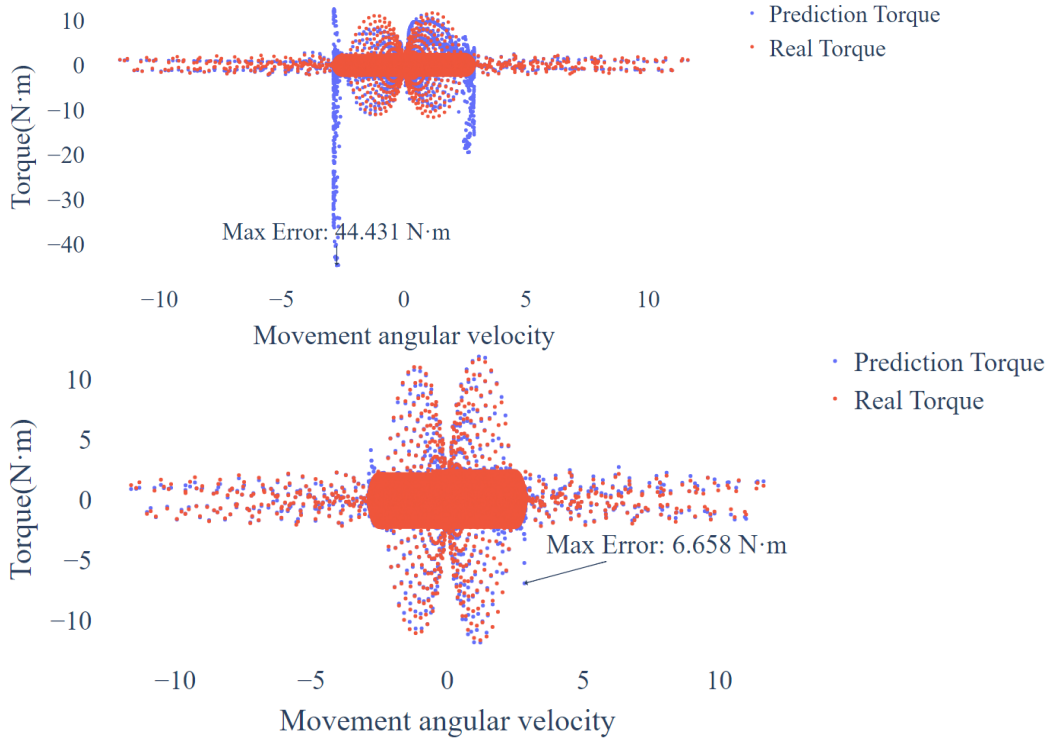 Prediction Torque
Real Torque
10
0
−10
−20
−30
−40
Torque(N·m)
Max Error: 44.431 N·m
−10
−5
0
5
10
Movement angular velocity
Prediction Torque
Real Torque
10
5
0
−5
−10
Torque(N·m)
Max Error: 6.658 N·m
−10
−5
0
5
10
Movement angular velocity